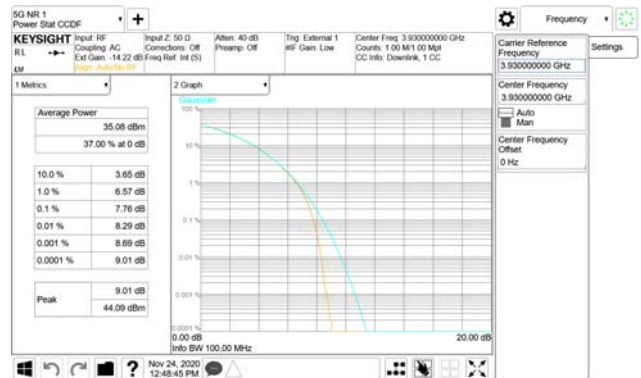 5G NR 1
Power Stat CCDF
Frequency
KEYSIGHT
RL
Input: RF
Coupling: AC
Ext Gain: -14.22 dB
Align: Auto/No RF
Input Z: 50 Ω
Corrections: Off
Freq Ref: Int (S)
Atten: 40 dB
Preamp: Off
Trig: External 1
#IF Gain: Low
Center Freq: 3.930000000 GHz
Counts: 1.00 M/1.00 Mpt
CC Info: Downlink, 1 CC
Carrier Reference
Frequency
3.930000000 GHz
Settings
Center Frequency
3.930000000 GHz
Auto
Man
Center Frequency
Offset
0 Hz
1 Metrics
Average Power
35.08 dBm
37.00 % at 0 dB
10.0 % 3.65 dB
1.0 % 6.57 dB
0.1 % 7.76 dB
0.01 % 8.29 dB
0.001 % 8.69 dB
0.0001 % 9.01 dB
Peak
9.01 dB
44.09 dBm
2 Graph
Gaussian
100 %
10 %
1 %
0.1 %
0.01 %
0.001 %
0.0001 %
0.00 dB
20.00 dB
Info BW 100.00 MHz
?
Nov 24, 2020
12:48:45 PM